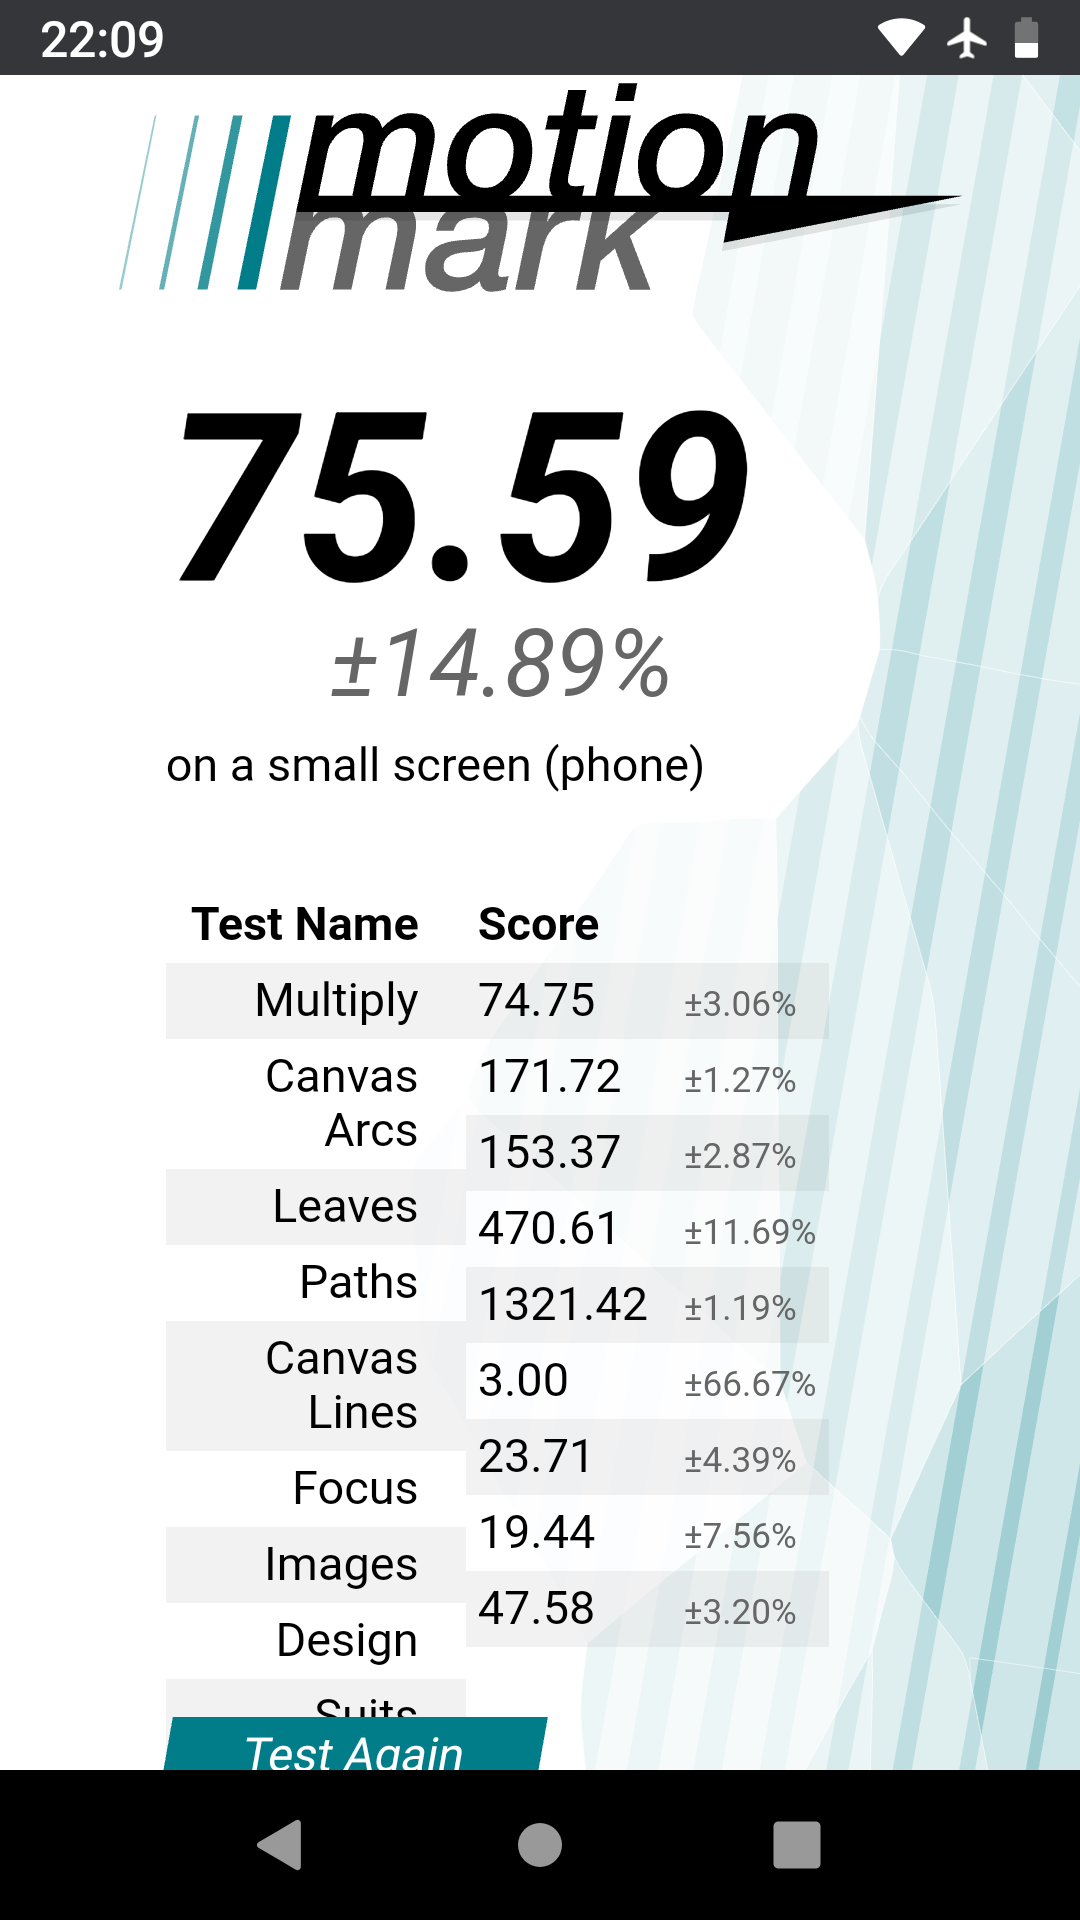 22:09
motion
mark
75.59
±14.89%
on a small screen (phone)
Test Name Score
Multiply 74.75 ±3.06%
Canvas 171.72 ±1.27%
Arcs
153.37 ±2.87%
Leaves
470.61 ±11.69%
Paths
1321.42 ±1.19%
Canvas
3.00 ±66.67%
Lines
23.71 ±4.39%
Focus
19.44 ±7.56%
Images
47.58 ±3.20%
Design
Suits
Test Again